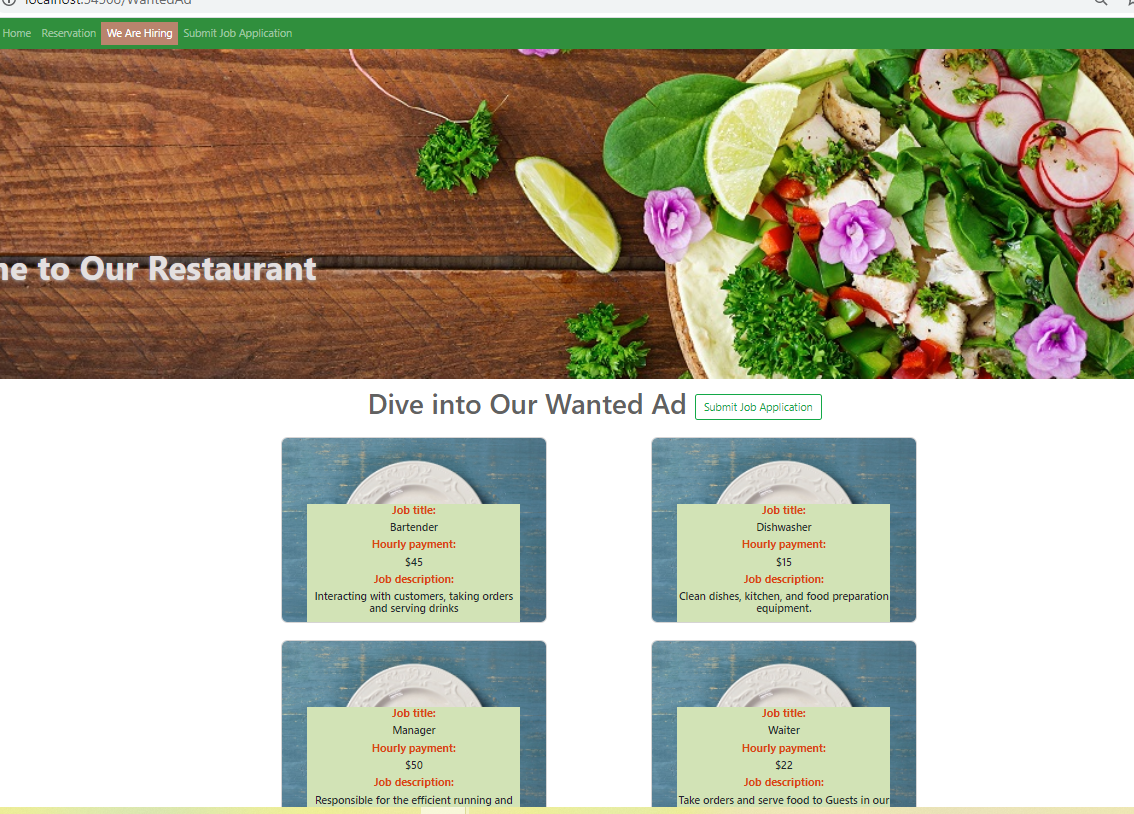 Home Reservation We Are Hiring Submit Job Application
to Our Restaurant
Dive into Our Wanted Ad Submit Job Application
Job title:
Bartender
Hourly payment:
$45
Job description:
Interacting with customers, taking orders
and serving drinks
Job title:
Dishwasher
Hourly payment:
$15
Job description:
Clean dishes, kitchen, and food preparation
equipment.
Job title:
Manager
Hourly payment:
$50
Job description:
Responsible for the efficient running and
Job title:
Waiter
Hourly payment:
$22
Job description:
Take orders and serve food to Guests in our